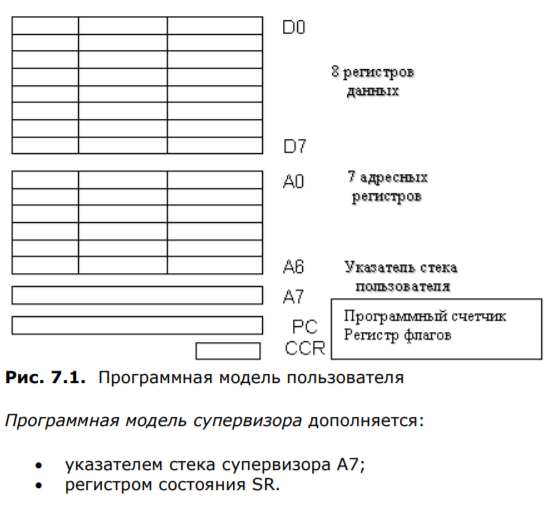 D0
8 регистров
данных
D7
A0
7 адресных
регистров
A6
Указатель стека
пользователя
A7
Программный счетчик
PC
Регистр флагов
CCR
Рис. 7.1. Программная модель пользователя
Программная модель супервизора дополняется:
• указателем стека супервизора А7;
• регистром состояния SR.